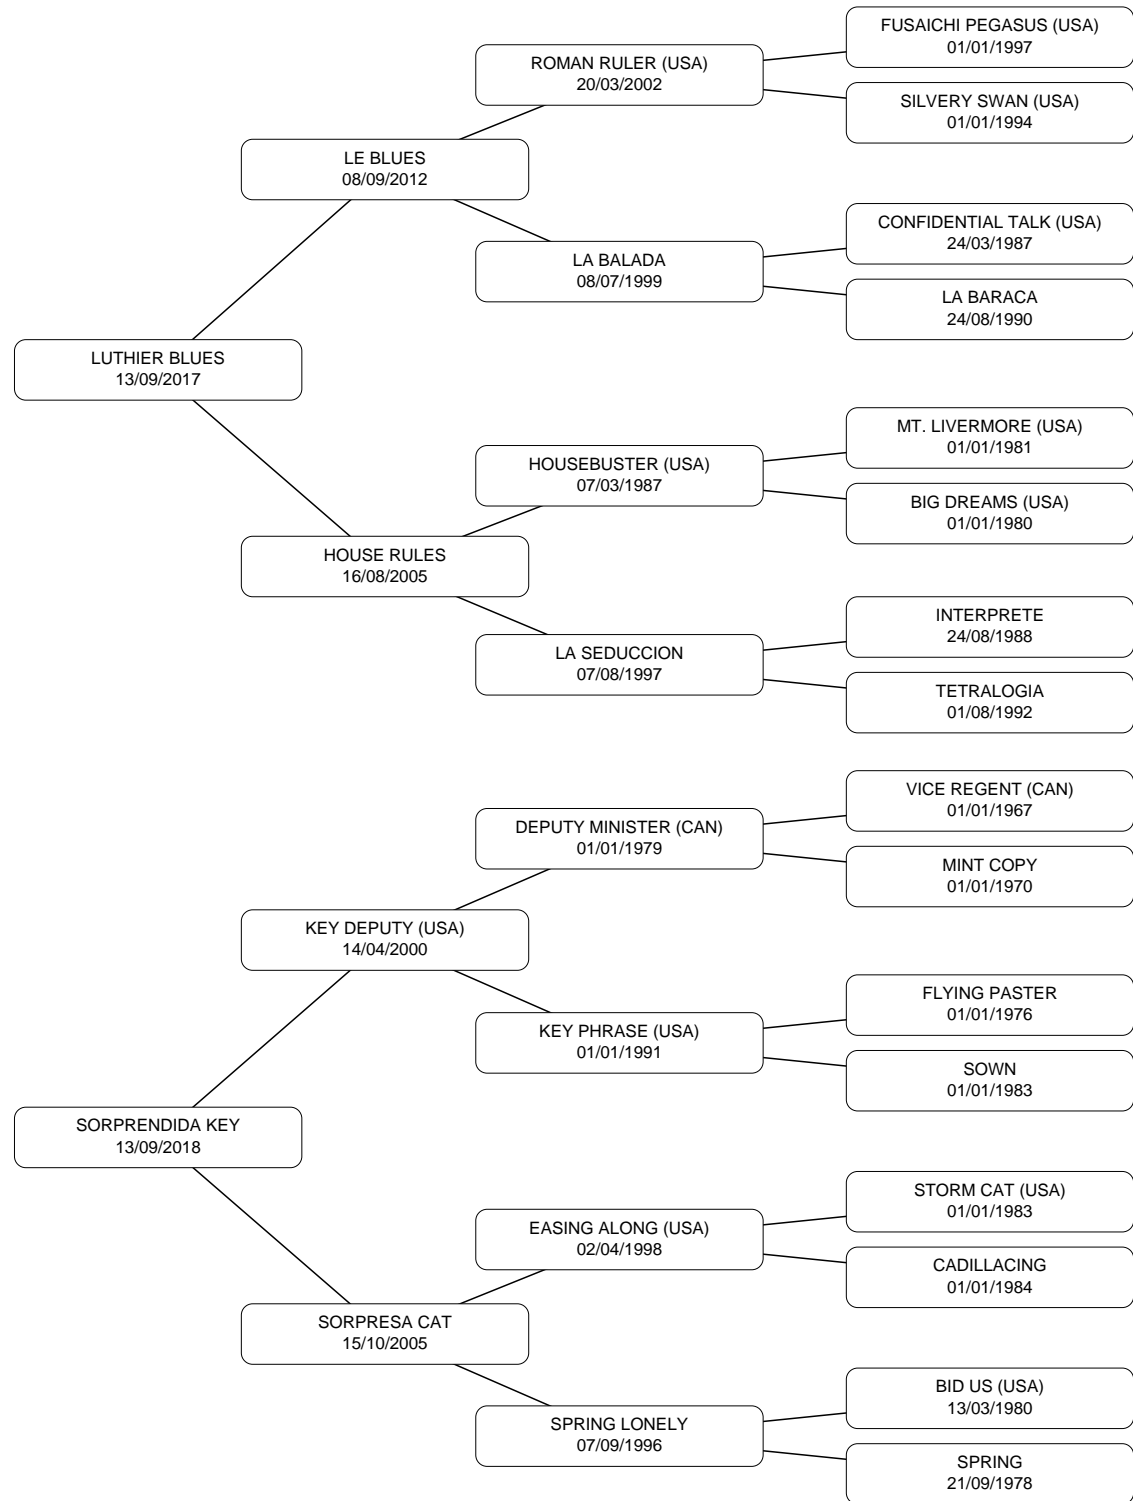 FUSAICHI PEGASUS (USA)
01/01/1997
ROMAN RULER (USA)
20/03/2002
SILVERY SWAN (USA)
01/01/1994
LE BLUES
08/09/2012
CONFIDENTIAL TALK (USA)
24/03/1987
LA BALADA
08/07/1999
LA BARACA
24/08/1990
LUTHIER BLUES
13/09/2017
MT. LIVERMORE (USA)
01/01/1981
HOUSEBUSTER (USA)
07/03/1987
BIG DREAMS (USA)
01/01/1980
HOUSE RULES
16/08/2005
INTERPRETE
24/08/1988
LA SEDUCCION
07/08/1997
TETRALOGIA
01/08/1992
VICE REGENT (CAN)
01/01/1967
DEPUTY MINISTER (CAN)
01/01/1979
MINT COPY
01/01/1970
KEY DEPUTY (USA)
14/04/2000
FLYING PASTER
01/01/1976
KEY PHRASE (USA)
01/01/1991
SOWN
01/01/1983
SORPRENDIDA KEY
13/09/2018
STORM CAT (USA)
01/01/1983
EASING ALONG (USA)
02/04/1998
CADILLACING
01/01/1984
SORPRESA CAT
15/10/2005
BID US (USA)
13/03/1980
SPRING LONELY
07/09/1996
SPRING
21/09/1978